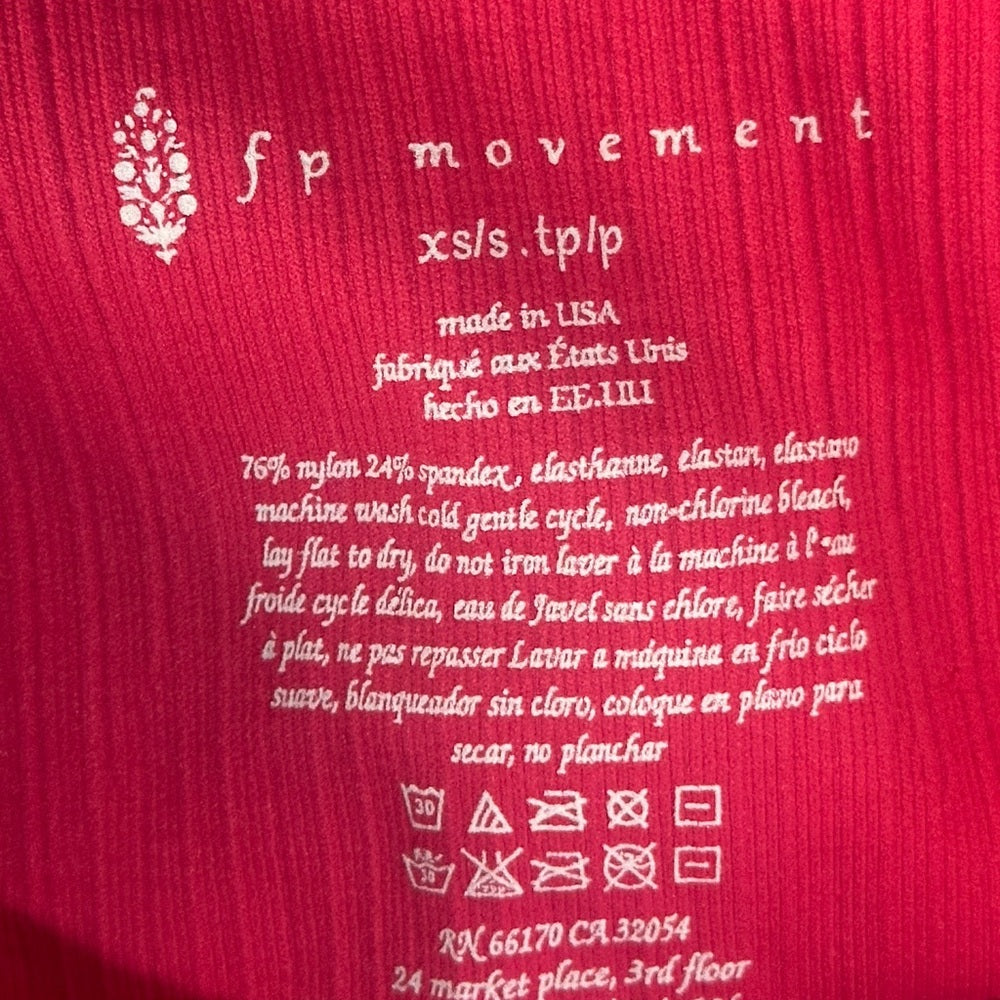 fp movement
xs/s.tp/p
made in USA
fabriqué aux États Unis
hecho en EE.UU
76% nylon 24% spandex, elasthanne, elastan, elastano
machine wash cold gentle cycle, non-chlorine bleach,
lay flat to dry, do not iron laver à la machine à l'eau
froide cycle délica, eau de Javel sans chlore, faire sécher
à plat, ne pas repasser Lavar a máquina en frío ciclo
suave, blanqueador sin cloro, coloque en plano para
secar, no planchar
30
30
RN 66170 CA 32054
24 market place, 3rd floor